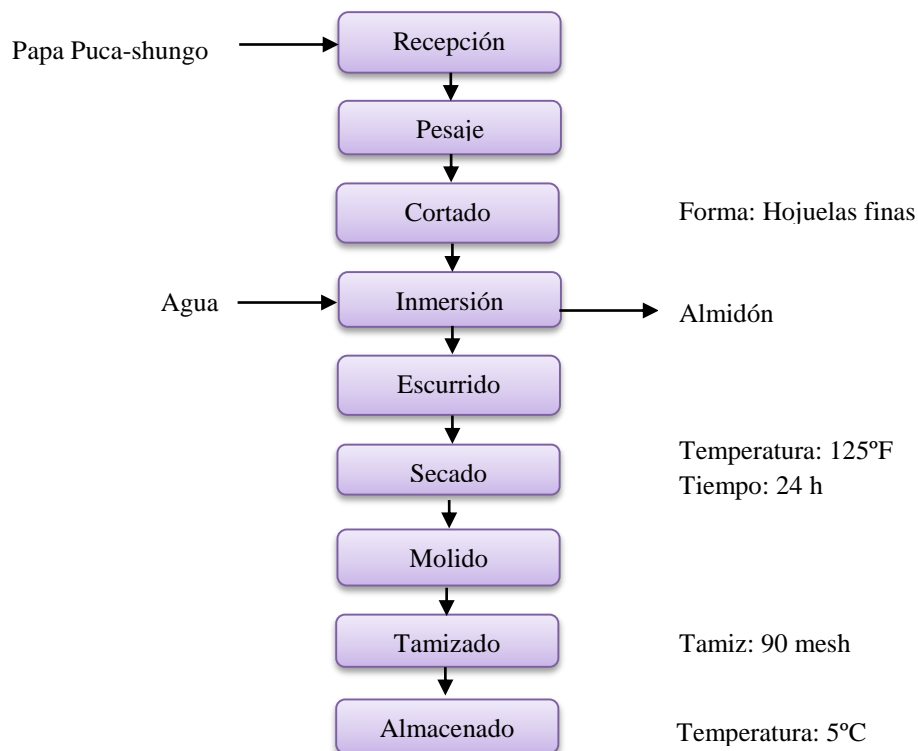 Papa Puca-shungo
Recepción
Pesaje
Cortado
Forma: Hojuelas finas
Agua
Inmersión
Almidón
Escurrido
Secado
Temperatura: 125ºF
Tiempo: 24 h
Molido
Tamizado
Tamiz: 90 mesh
Almacenado
Temperatura: 5ºC